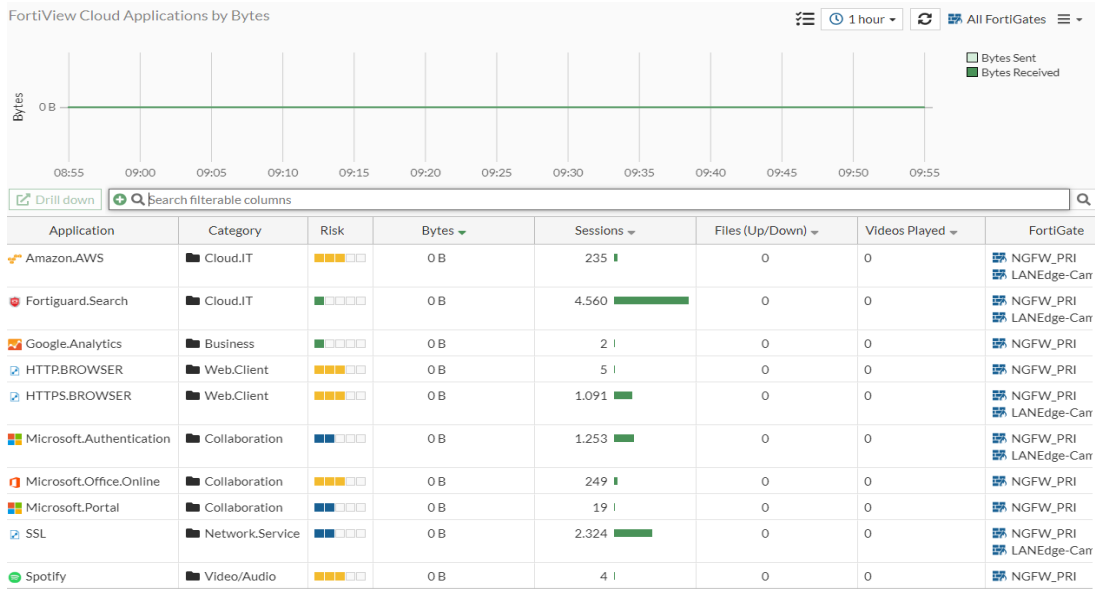 FortiView Cloud Applications by Bytes
1 hour
All FortiGates
Bytes Sent
Bytes Received
Bytes
0 B
08:55 09:00 09:05 09:10 09:15 09:20 09:25 09:30 09:35 09:40 09:45 09:50 09:55
Drill down
Search filterable columns
Application Category Risk Bytes Sessions Files (Up/Down) Videos Played FortiGate
Amazon.AWS Cloud.IT 0 B 235 0 0 NGFW_PRI
LANEdge-Cam
Fortiguard.Search Cloud.IT 0 B 4.560 0 0 NGFW_PRI
LANEdge-Cam
Google.Analytics Business 0 B 2 0 0 NGFW_PRI
HTTP.BROWSER Web.Client 0 B 5 0 0 NGFW_PRI
HTTPS.BROWSER Web.Client 0 B 1.091 0 0 NGFW_PRI
LANEdge-Cam
Microsoft.Authentication Collaboration 0 B 1.253 0 0 NGFW_PRI
LANEdge-Cam
Microsoft.Office.Online Collaboration 0 B 249 0 0 NGFW_PRI
Microsoft.Portal Collaboration 0 B 19 0 0 NGFW_PRI
SSL Network.Service 0 B 2.324 0 0 NGFW_PRI
LANEdge-Cam
Spotify Video/Audio 0 B 4 0 0 NGFW_PRI